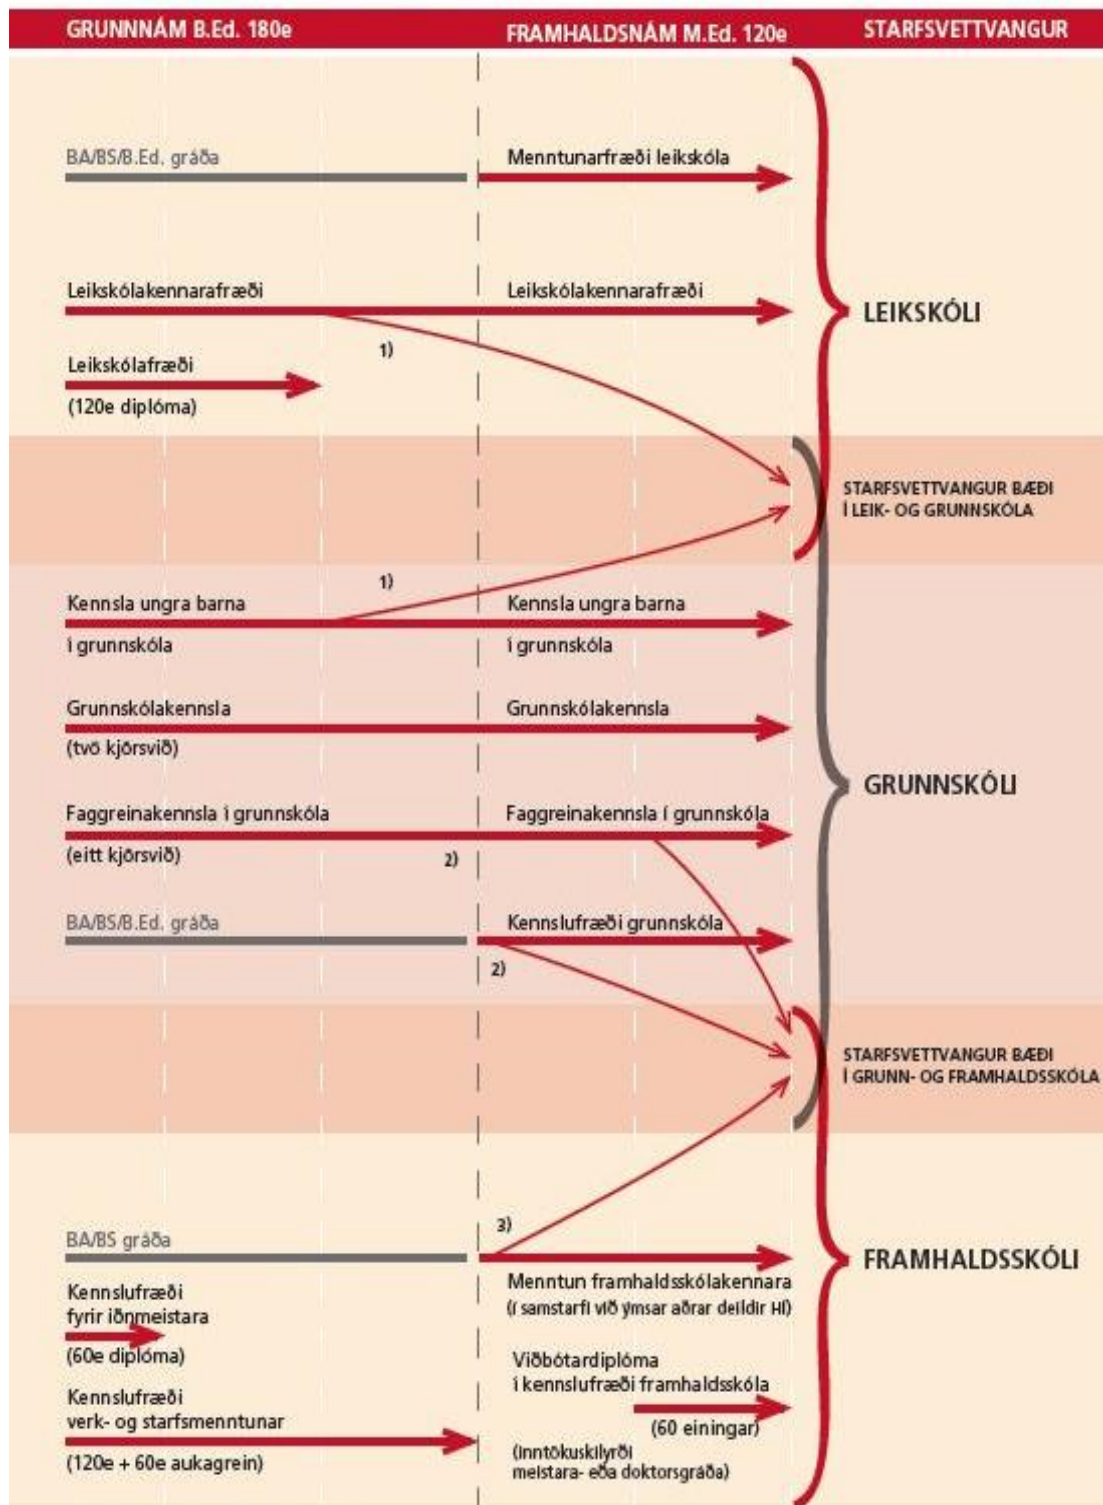 GRUNNNÁM B.Ed. 180e
FRAMHALDSNÁM M.Ed. 120e
STARFSVETTVANGUR
BA/BS/B.Ed. gráða
Menntunarfræði leikskóla
Leikskólakennarafræði
Leikskólakennarafræði
LEIKSKÓLI
1)
Leikskólafræði
(120e diplóma)
STARFSVETTVANGUR BÆÐI
Í LEIK- OG GRUNNSKÓLA
1)
Kennsla ungra barna
í grunnskóla
Kennsla ungra barna
í grunnskóla
Grunnskólakennsla
(tvö kjörsvið)
Grunnskólakennsla
GRUNNSKÓLI
Faggreinakennsla í grunnskóla
(eitt kjörsvið)
Faggreinakennsla í grunnskóla
2)
BA/BS/B.Ed. gráða
Kennslufræði grunnskóla
2)
STARFSVETTVANGUR BÆÐI
Í GRUNN- OG FRAMHALDSSKÓLA
3)
BA/BS gráða
FRAMHALDSSKÓLI
Menntun framhaldsskólakennara
(í samstarfi við ýmsar aðrar deildir HÍ)
Kennslufræði
fyrir iðnmeistara
(60e diplóma)
Viðbótardiplóma
í kennslufræði framhaldsskóla
(60 einingar)
(inntökuskilyrði
meistara- eða doktorsgráða)
Kennslufræði
verk- og starfsmenntunar
(120e + 60e aukagrein)